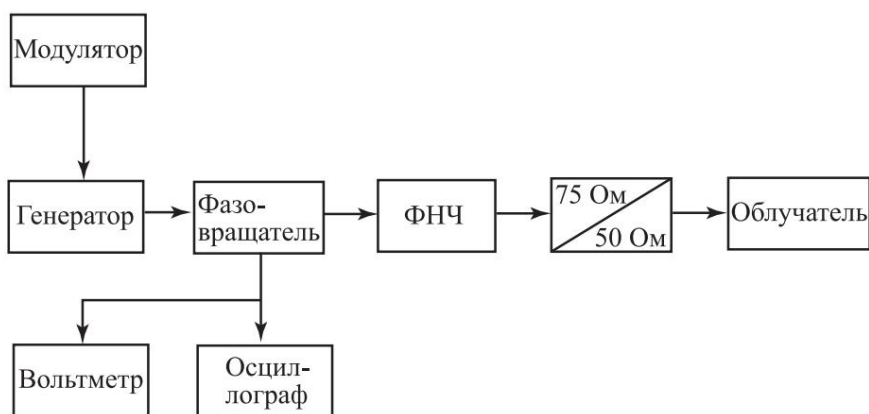 Модулятор
Генератор
Фазо-
вращатель
ФНЧ
75 Ом
50 Ом
Облучатель
Вольтметр
Осцил-
лограф